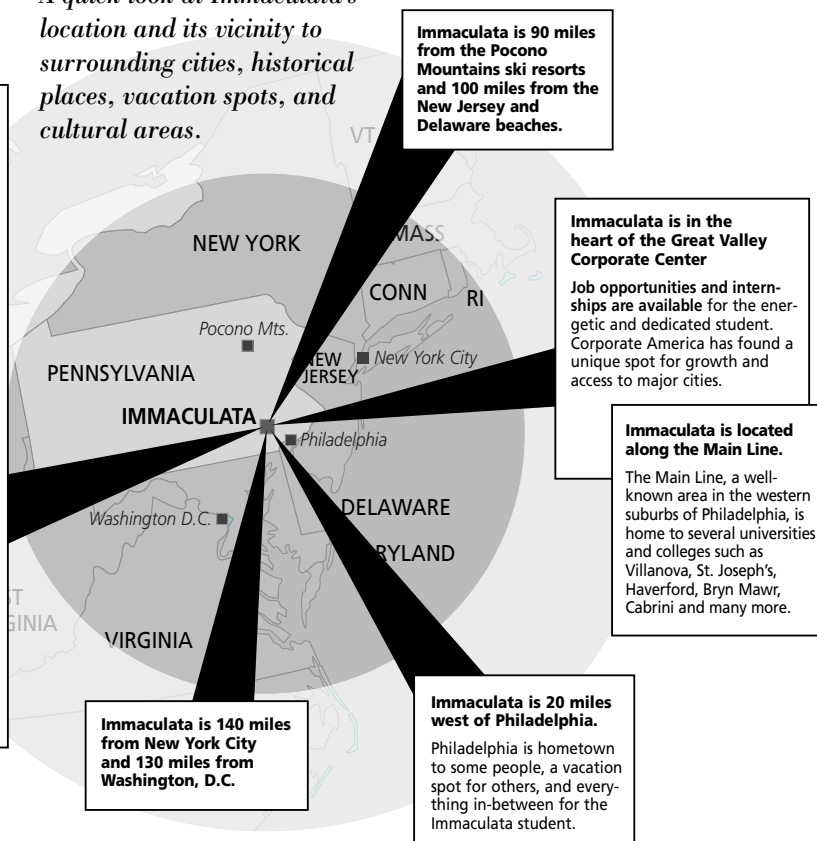 A quick look at Immaculata's
location and its vicinity to
surrounding cities, historical
places, vacation spots, and
cultural areas.
Immaculata is 90 miles
from the Pocono
Mountains ski resorts
and 100 miles from the
New Jersey and
Delaware beaches.
VT
NEW YORK
MASS
CONN
RI
Pocono Mts.
NEW
JERSEY
New York City
PENNSYLVANIA
IMMACULATA
Philadelphia
Washington D.C.
DELAWARE
RYLAND
ST
GINIA
VIRGINIA
Immaculata is in the
heart of the Great Valley
Corporate Center
Job opportunities and intern-
ships are available for the ener-
getic and dedicated student.
Corporate America has found a
unique spot for growth and
access to major cities.
Immaculata is located
along the Main Line.
The Main Line, a well-
known area in the western
suburbs of Philadelphia, is
home to several universities
and colleges such as
Villanova, St. Joseph's,
Haverford, Bryn Mawr,
Cabrini and many more.
Immaculata is 140 miles
from New York City
and 130 miles from
Washington, D.C.
Immaculata is 20 miles
west of Philadelphia.
Philadelphia is hometown
to some people, a vacation
spot for others, and every-
thing in-between for the
Immaculata student.